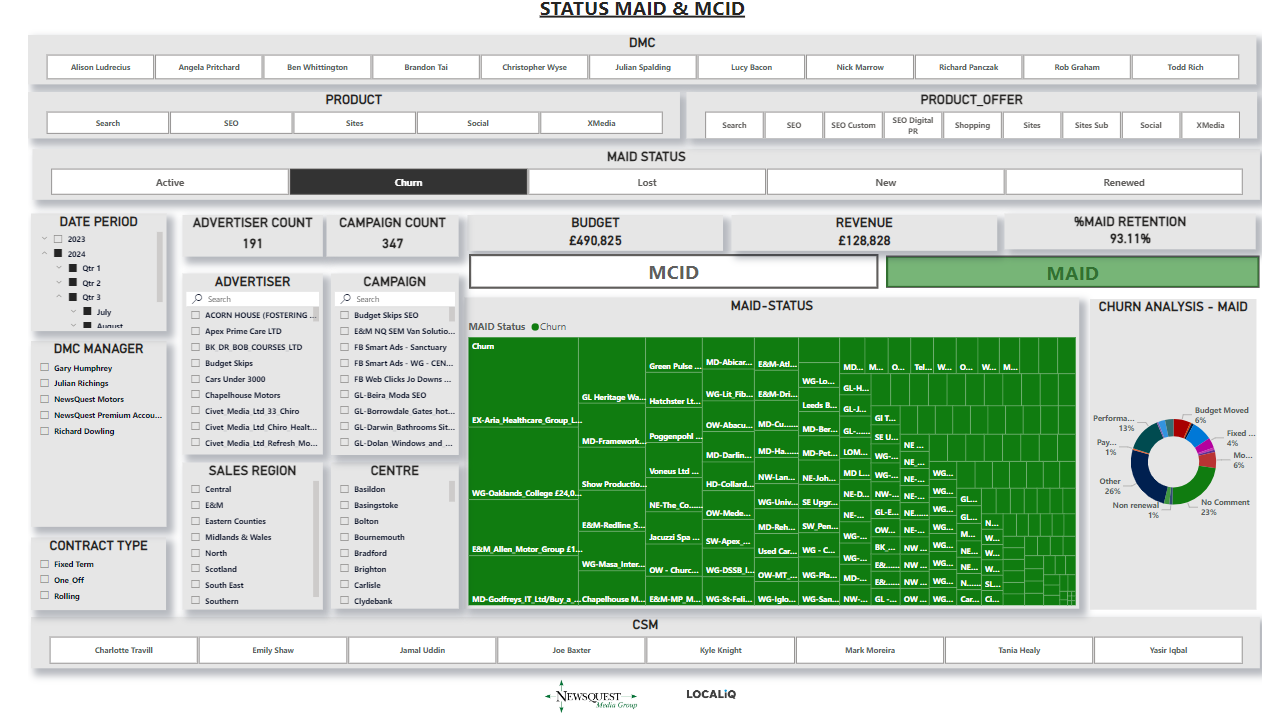 STATUS MAID & MCID
DMC
Alison Ludrecius Angela Pritchard Ben Whittington Brandon Tai Christopher Wyse Julian Spalding Lucy Bacon Nick Marrow Richard Panczak Rob Graham Todd Rich
PRODUCT
Search SEO Sites Social XMedia
PRODUCT_OFFER
Search SEO SEO Custom SEO Digital PR Shopping Sites Sites Sub Social XMedia
MAID STATUS
Active Churn Lost New Renewed
DATE PERIOD
2023
2024
Qtr 1
Qtr 2
Qtr 3
July
August
ADVERTISER COUNT
191
CAMPAIGN COUNT
347
BUDGET
£490,825
REVENUE
£128,828
%MAID RETENTION
93.11%
MCID MAID
DMC MANAGER
Gary Humphrey
Julian Richings
NewsQuest Motors
NewsQuest Premium Accou...
Richard Dowling
CONTRACT TYPE
Fixed Term
One Off
Rolling
ADVERTISER
Search
ACORN HOUSE (FOSTERING ...
Apex Prime Care LTD
BK_DR_BOB_COURSES_LTD
Budget Skips
Cars Under 3000
Chapelhouse Motors
Civet Media Ltd_33_Chiro
Civet Media Ltd Chiro Healt...
Civet Media Ltd Refresh Mo...
CAMPAIGN
Search
Budget Skips SEO
E&M NQ SEM Van Solutio...
FB Smart Ads - Sanctuary
FB Smart Ads - WG - CEN...
FB Web Clicks Jo Downs ...
GL-Beira Moda SEO
GL-Borrowdale Gates hot...
GL-Darwin Bathrooms Sit...
GL-Dolan Windows and ...
SALES REGION
Central
E&M
Eastern Counties
Midlands & Wales
North
Scotland
South East
Southern
CENTRE
Basildon
Basingstoke
Bolton
Bournemouth
Bradford
Brighton
Carlisle
Clydebank
MAID-STATUS
MAID Status Churn
Churn
EX-Aria_Healthcare_Group_L...
WG-Oaklands_College £24,0...
E&M_Allen_Motor_Group £1...
MD-Godfreys_IT_Ltd/Buy_a_...
GL Heritage Wa...
MD-Framework...
Show Productio...
E&M-Redline_S...
WG-Masa_Inter...
Chapelhouse M...
Green Pulse ...
Hatchster Lt...
Poggenpohl ...
Voneus Ltd ...
NE-The_Co...
Jacuzzi Spa ...
OW - Churc...
E&M-MP_M...
MD-Abicar...
WG-Lit_Fib...
OW-Abacu...
MD-Darlin...
HD-Collard...
OW-Mede...
SW-Apex_...
WG-DSSB_I...
WG-St-Feli...
E&M-Atl...
E&M-Dri...
MD-Cu...
MD-Ha...
NW-Lan...
WG-Univ...
MD-Reh...
Used Car...
OW-MT_...
WG-Iglo...
WG-Lo...
Leeds B...
MD-Ber...
MD-Pet...
NE-Joh...
SE Upgr...
SW_Pen...
WG - C...
WG-Pla...
WG-San...
MD...
GL-H...
GL-J...
GL-...
LOM...
MD L...
NE-D...
NE-...
WG-...
WG-...
MD-...
NW-...
M...
O...
Tel...
W...
O...
W...
M...
GI T...
SE U...
WG-...
NW-...
GL-E...
OW...
BK_...
E&...
E&...
GL -...
NE ...
NE_...
NE-...
NE-...
NE-...
NE-...
NW ...
NW ...
NW ...
OW ...
WG...
WG...
WG...
WG...
WG...
WG...
WG...
WG...
GL...
GL...
M...
NE...
NE...
N...
Car...
N...
W...
W...
W...
SL...
Ci...
CHURN ANALYSIS - MAID
Budget Moved
6%
Fixed ...
4%
Mo...
6%
No Comment
23%
Non renewal
1%
Other
26%
Pay...
1%
Performa...
13%
CSM
Charlotte Travill Emily Shaw Jamal Uddin Joe Baxter Kyle Knight Mark Moreira Tania Healy Yasir Iqbal
NEWSQUEST
Media Group
LOCALiQ